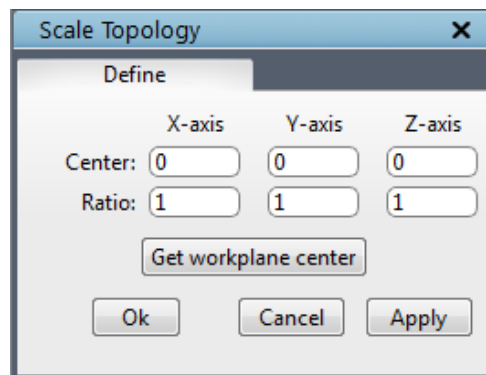 Scale Topology
Define
X-axis Y-axis Z-axis
Center: 0 0 0
Ratio: 1 1 1
Get workplane center
Ok Cancel Apply